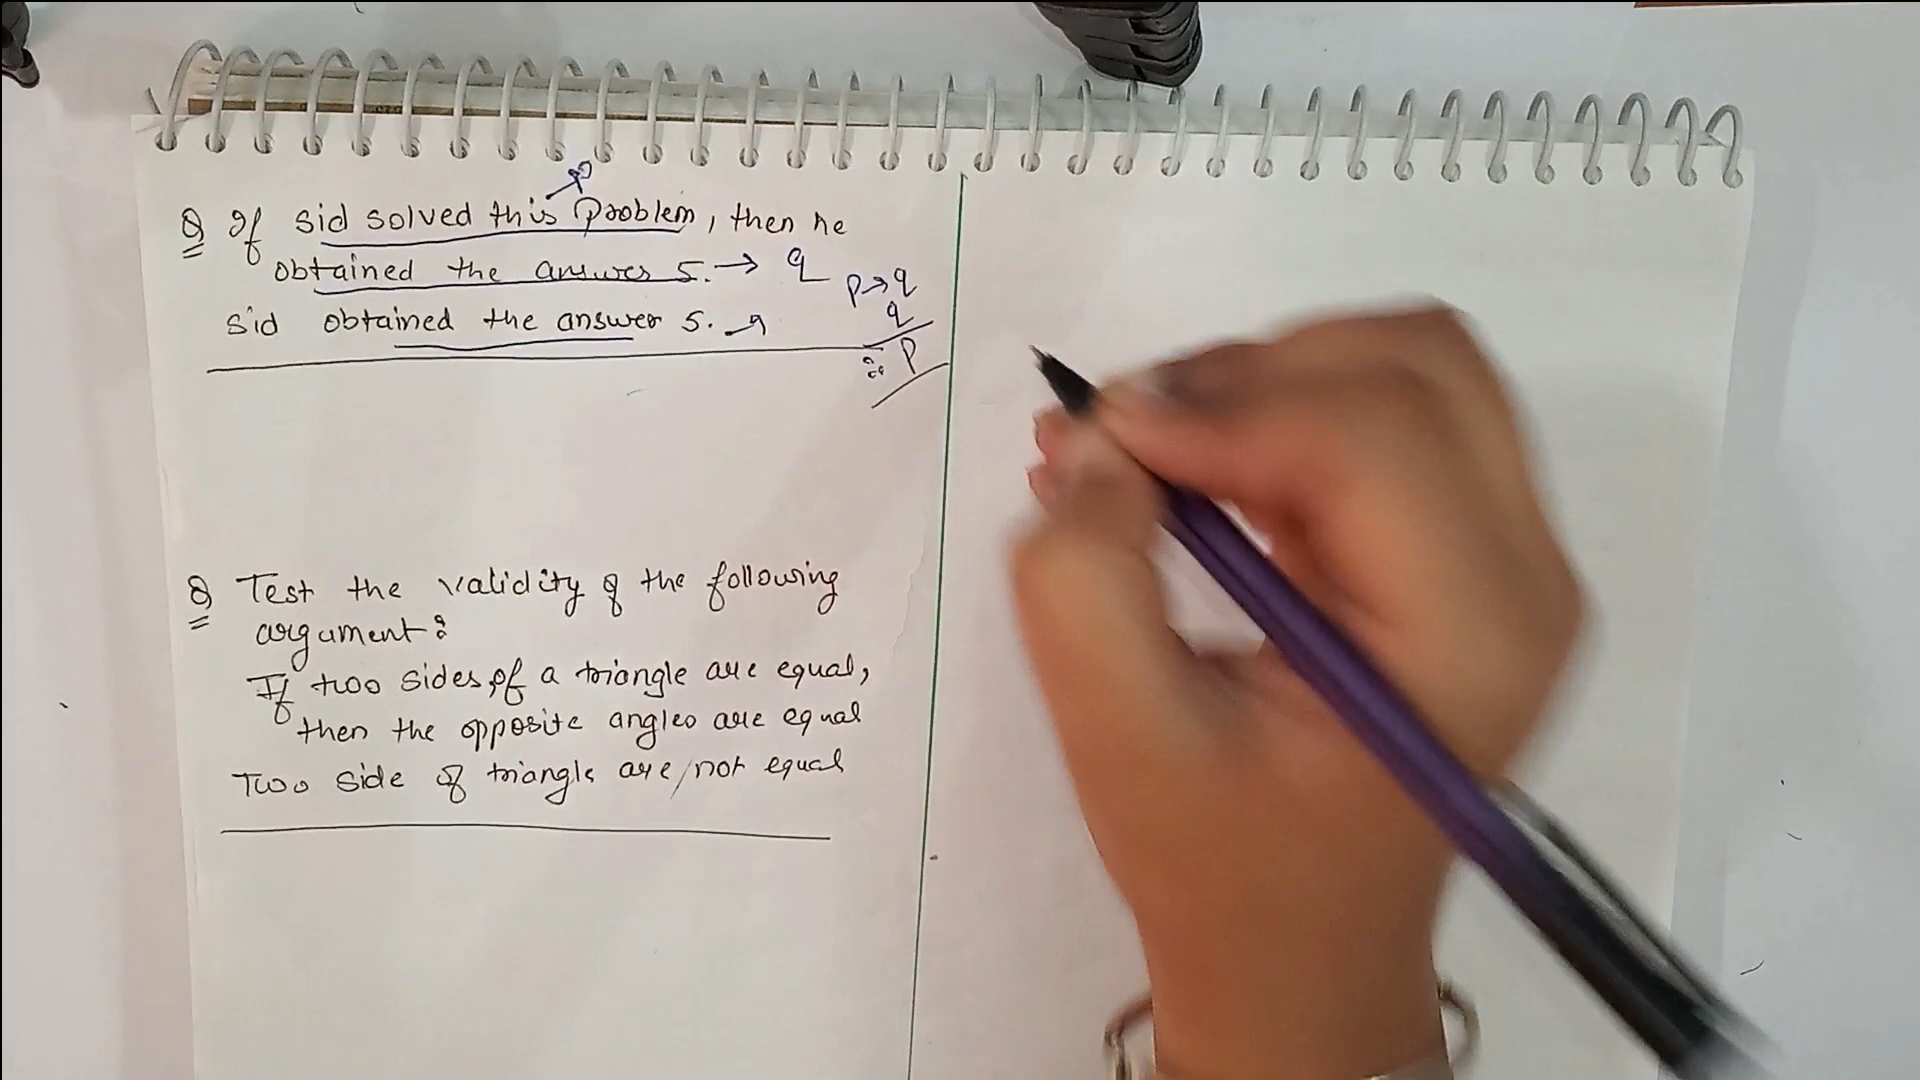 P
Q If sid solved this Problem, then he
obtained the answer 5. → q
P→q
q
sid obtained the answer 5. → q
∴ P
Q Test the validity of the following
argument:
If two sides of a triangle are equal,
then the opposite angles are equal
Two side of triangle are not equal